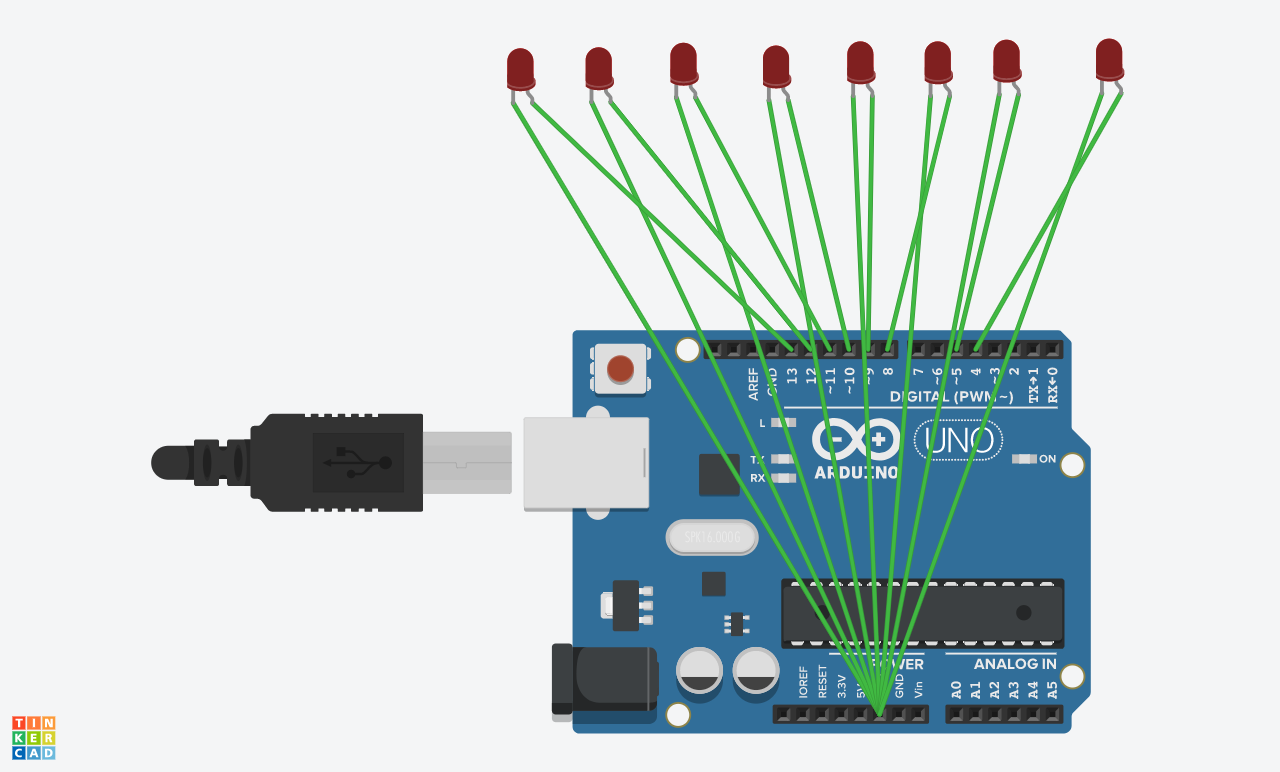 AREF
GND
13
12
~11
~10
~9
8
7
~6
~5
4
~3
2
TX→1
RX←0
DIGITAL (PWM~)
L
TX
RX
ARDUINO
UNO
ON
SPK16.000G
POWER
ANALOG IN
IOREF
RESET
3.3V
5V
GND
Vin
A0
A1
A2
A3
A4
A5
TIN
KER
CAD